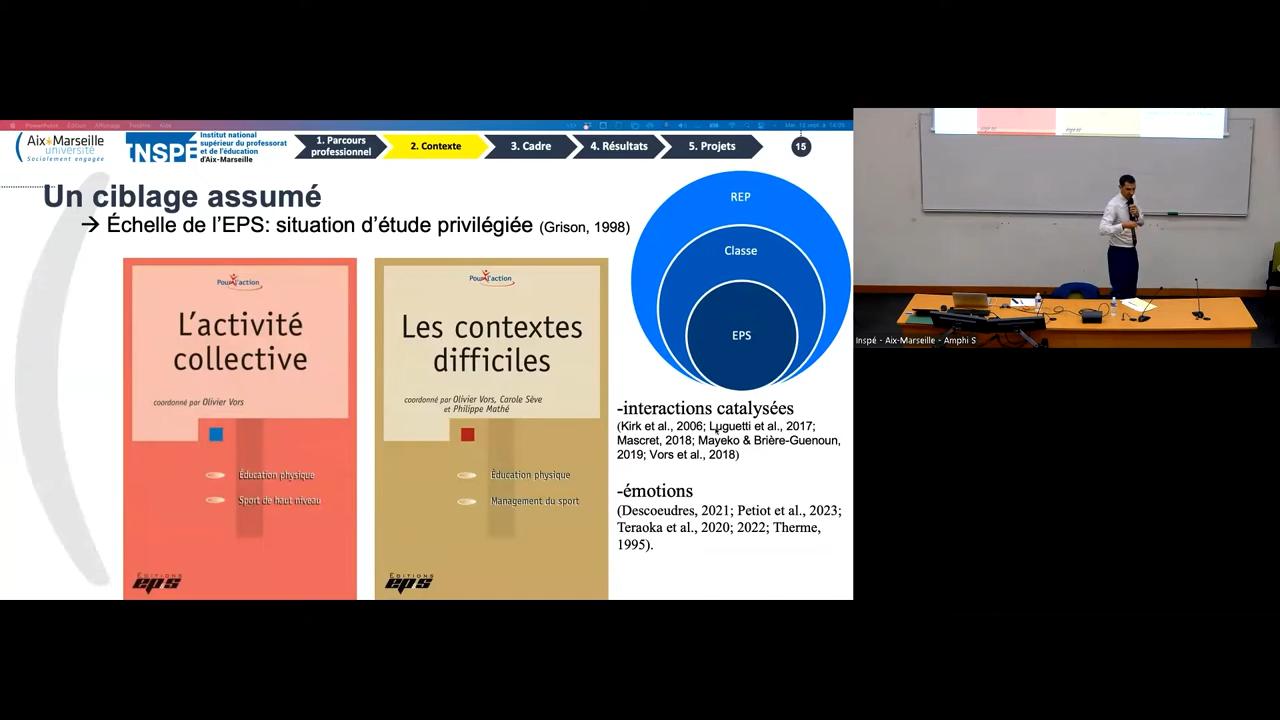 PowerPoint Édition Affichage Fenêtre Aide
Aix*Marseille
université
Socialement engagée
INSPÉ
Institut national
supérieur du professorat
et de l'éducation
d'Aix-Marseille
1. Parcours
professionnel
2. Contexte
3. Cadre
4. Résultats
5. Projets
15
Un ciblage assumé
→ Échelle de l'EPS: situation d'étude privilégiée (Grison, 1998)
Pour l'action
L'activité
collective
coordonné par Olivier Vors
Éducation physique
Sport de haut niveau
ÉDITIONS
eps
Pour l'action
Les contextes
difficiles
coordonné par Olivier Vors, Carole Sève
et Philippe Mathé
Éducation physique
Management du sport
ÉDITIONS
eps
REP
Classe
EPS
-interactions catalysées
(Kirk et al., 2006; Luguetti et al., 2017;
Mascret, 2018; Mayeko & Brière-Guenoun,
2019; Vors et al., 2018)
-émotions
(Descoeudres, 2021; Petiot et al., 2023;
Teraoka et al., 2020; 2022; Therme,
1995).
Inspé - Aix-Marseille - Amphi S